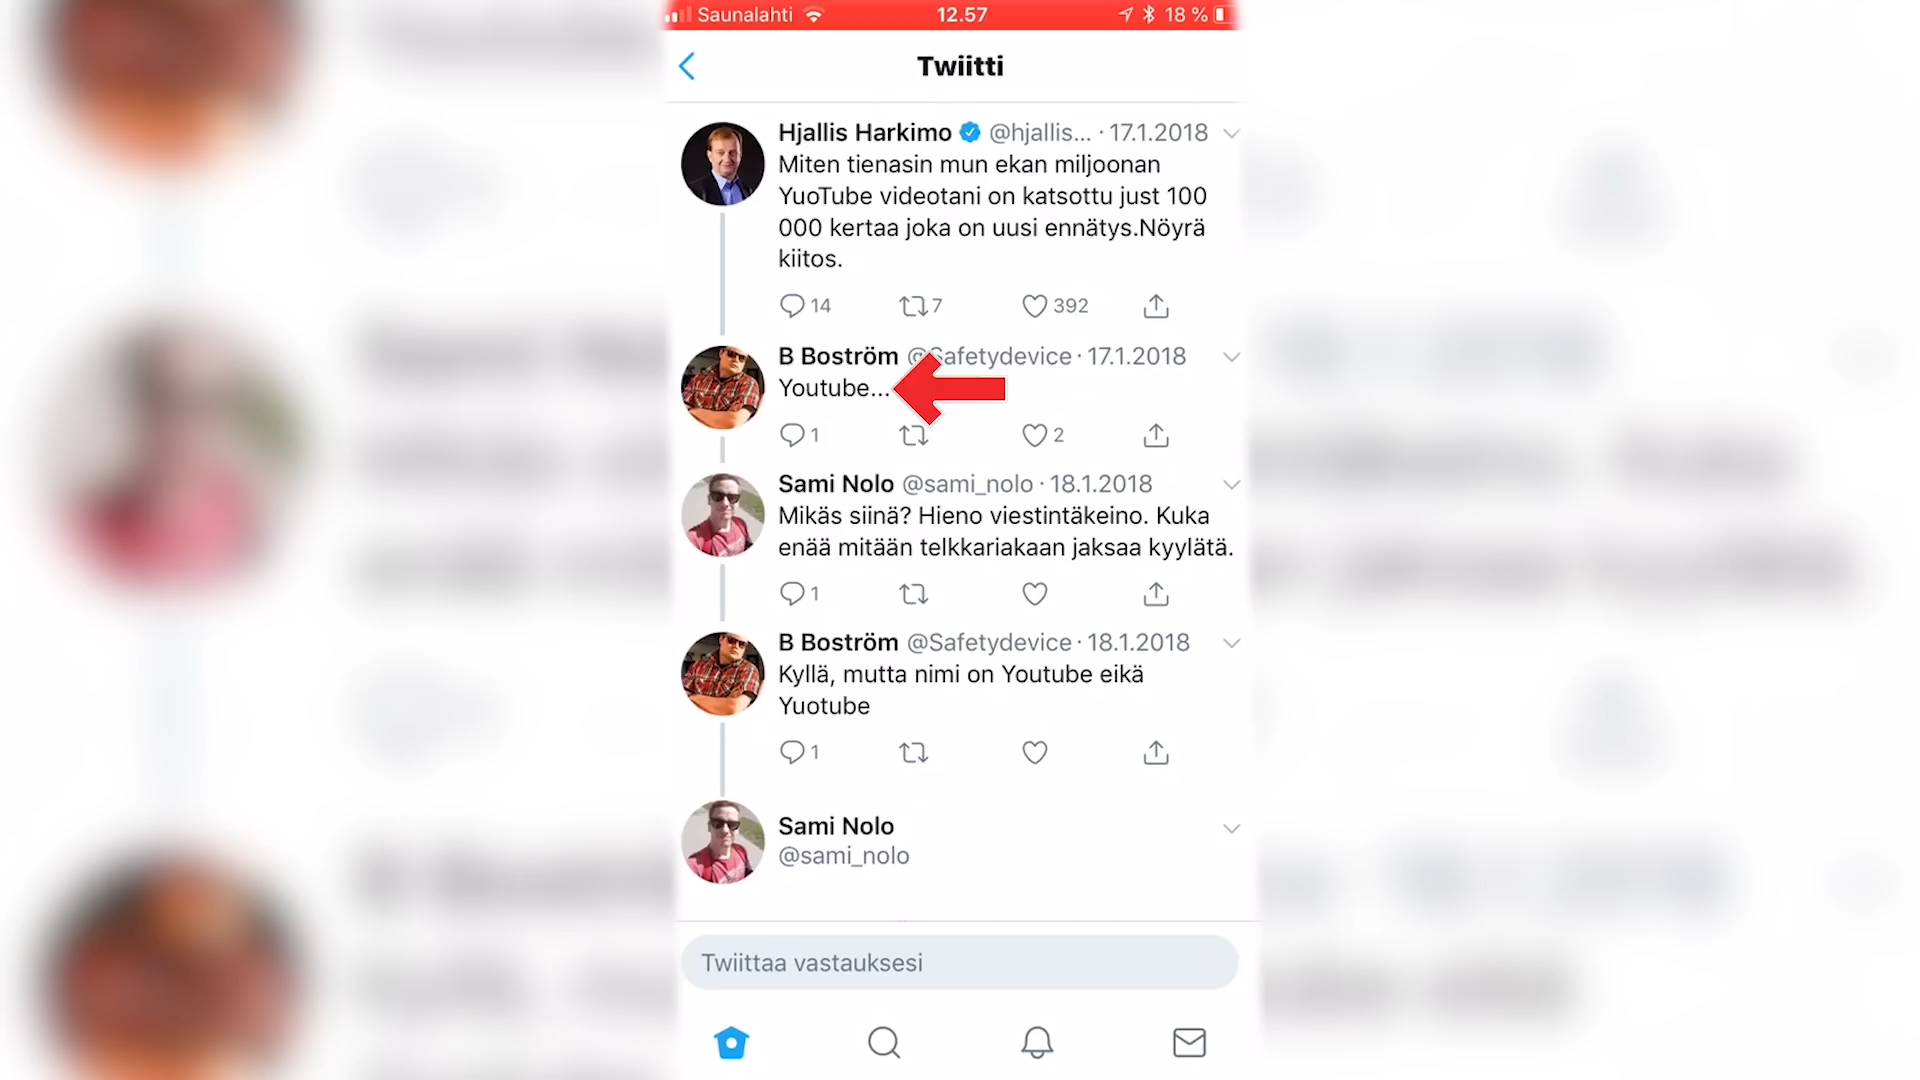 Saunalahti 12.57 18 %
Twiitti
Hjallis Harkimo @hjallis... · 17.1.2018
Miten tienasin mun ekan miljoonan
YuoTube videotani on katsottu just 100
000 kertaa joka on uusi ennätys.Nöyrä
kiitos.
14 7 392
B Boström @Safetydevice · 17.1.2018
Youtube...
1 2
Sami Nolo @sami_nolo · 18.1.2018
Mikäs siinä? Hieno viestintäkeino. Kuka
enää mitään telkkariakaan jaksaa kyylätä.
1
B Boström @Safetydevice · 18.1.2018
Kyllä, mutta nimi on Youtube eikä
Yuotube
1
Sami Nolo
@sami_nolo
Twiittaa vastauksesi